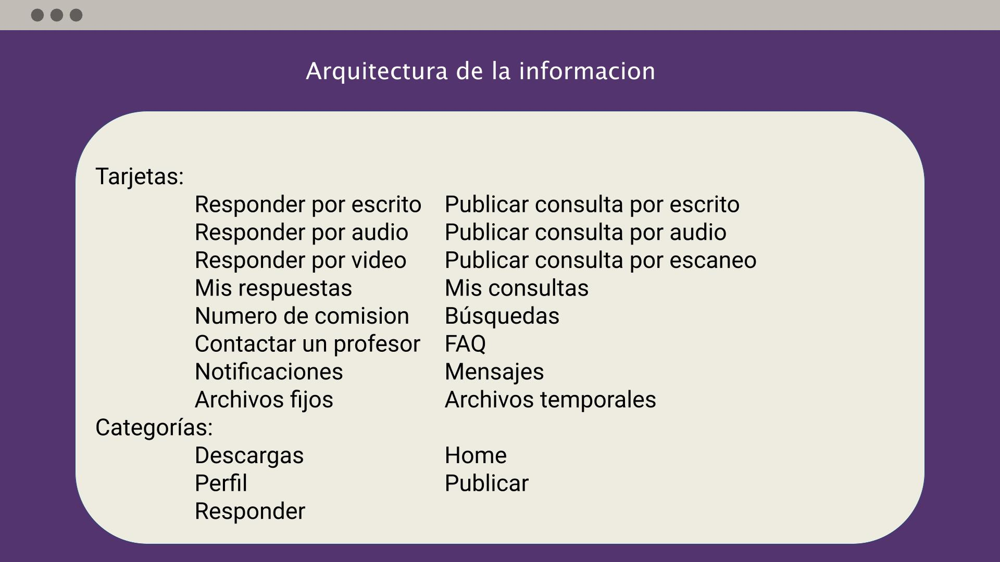 Arquitectura de la informacion
Tarjetas:
Responder por escrito Publicar consulta por escrito
Responder por audio Publicar consulta por audio
Responder por video Publicar consulta por escaneo
Mis respuestas Mis consultas
Numero de comision Búsquedas
Contactar un profesor FAQ
Notificaciones Mensajes
Archivos fijos Archivos temporales
Categorías:
Descargas Home
Perfil Publicar
Responder